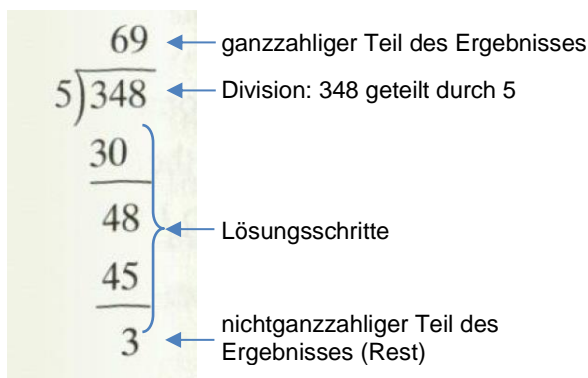 69
ganzzahliger Teil des Ergebnisses
5)348
Division: 348 geteilt durch 5
30
48
Lösungsschritte
45
3
nichtganzzahliger Teil des
Ergebnisses (Rest)